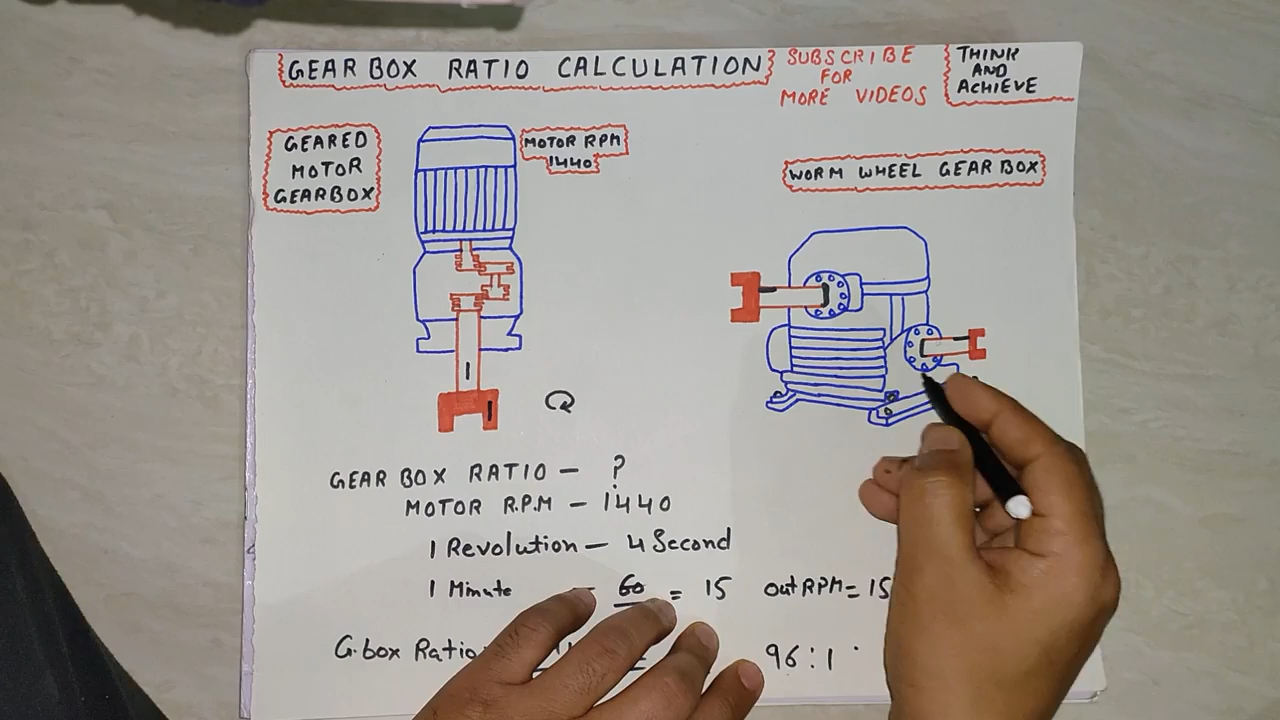 GEAR BOX RATIO CALCULATION
SUBSCRIBE
FOR
MORE VIDEOS
THINK
AND
ACHIEVE
GEARED
MOTOR
GEARBOX
MOTOR RPM
1440
WORM WHEEL GEAR BOX
GEAR BOX RATIO - ?
MOTOR R.P.M - 1440
1 Revolution - 4 Second
1 Minute - 60 = 15 out RPM = 15
G.box Ratio = 96:1